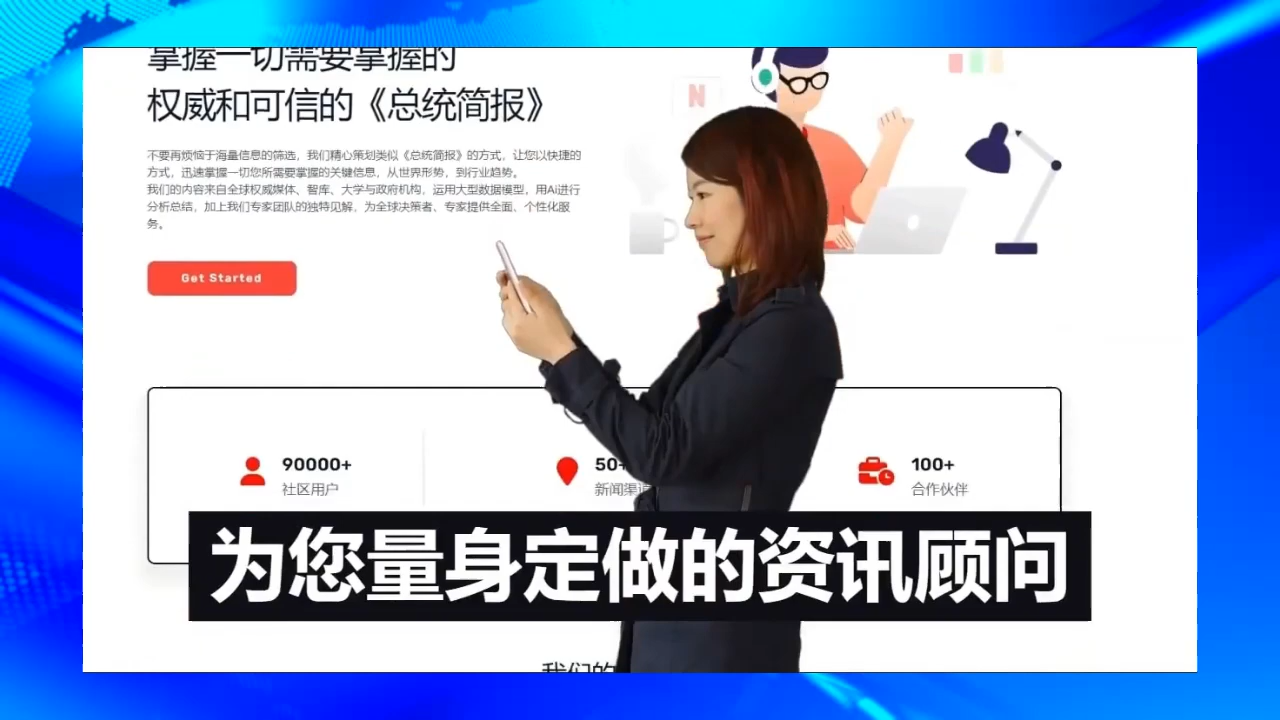 掌握一切需要掌握的
权威和可信的《总统简报》
不要再烦恼于海量信息的筛选，我们精心策划类似《总统简报》的方式，让您以快捷的
方式，迅速掌握一切您所需要掌握的关键信息，从世界形势，到行业趋势。
我们的内容来自全球权威媒体、智库、大学与政府机构，运用大型数据模型，用Ai进行
分析总结，加上我们专家团队的独特见解，为全球决策者、专家提供全面、个性化服
务。
N
Get Started
90000+
社区用户
50+
新闻渠道
100+
合作伙伴
为您量身定做的资讯顾问
我们的